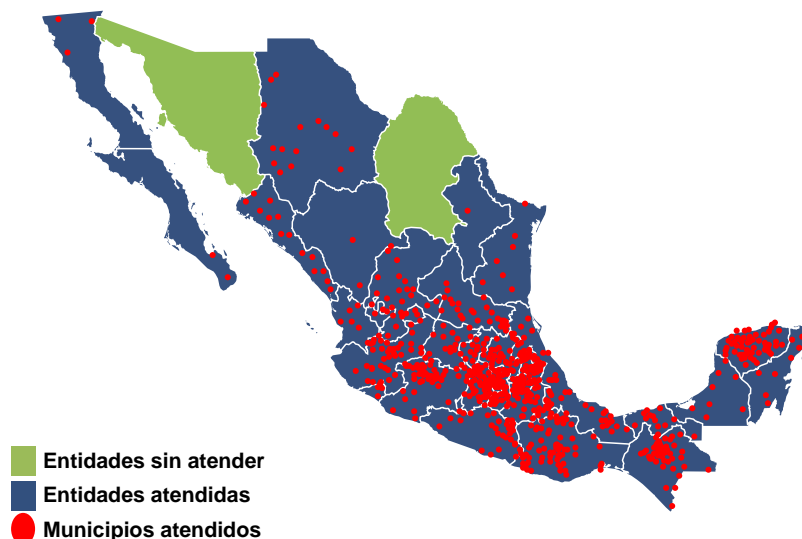 Entidades sin atender
Entidades atendidas
Municipios atendidos